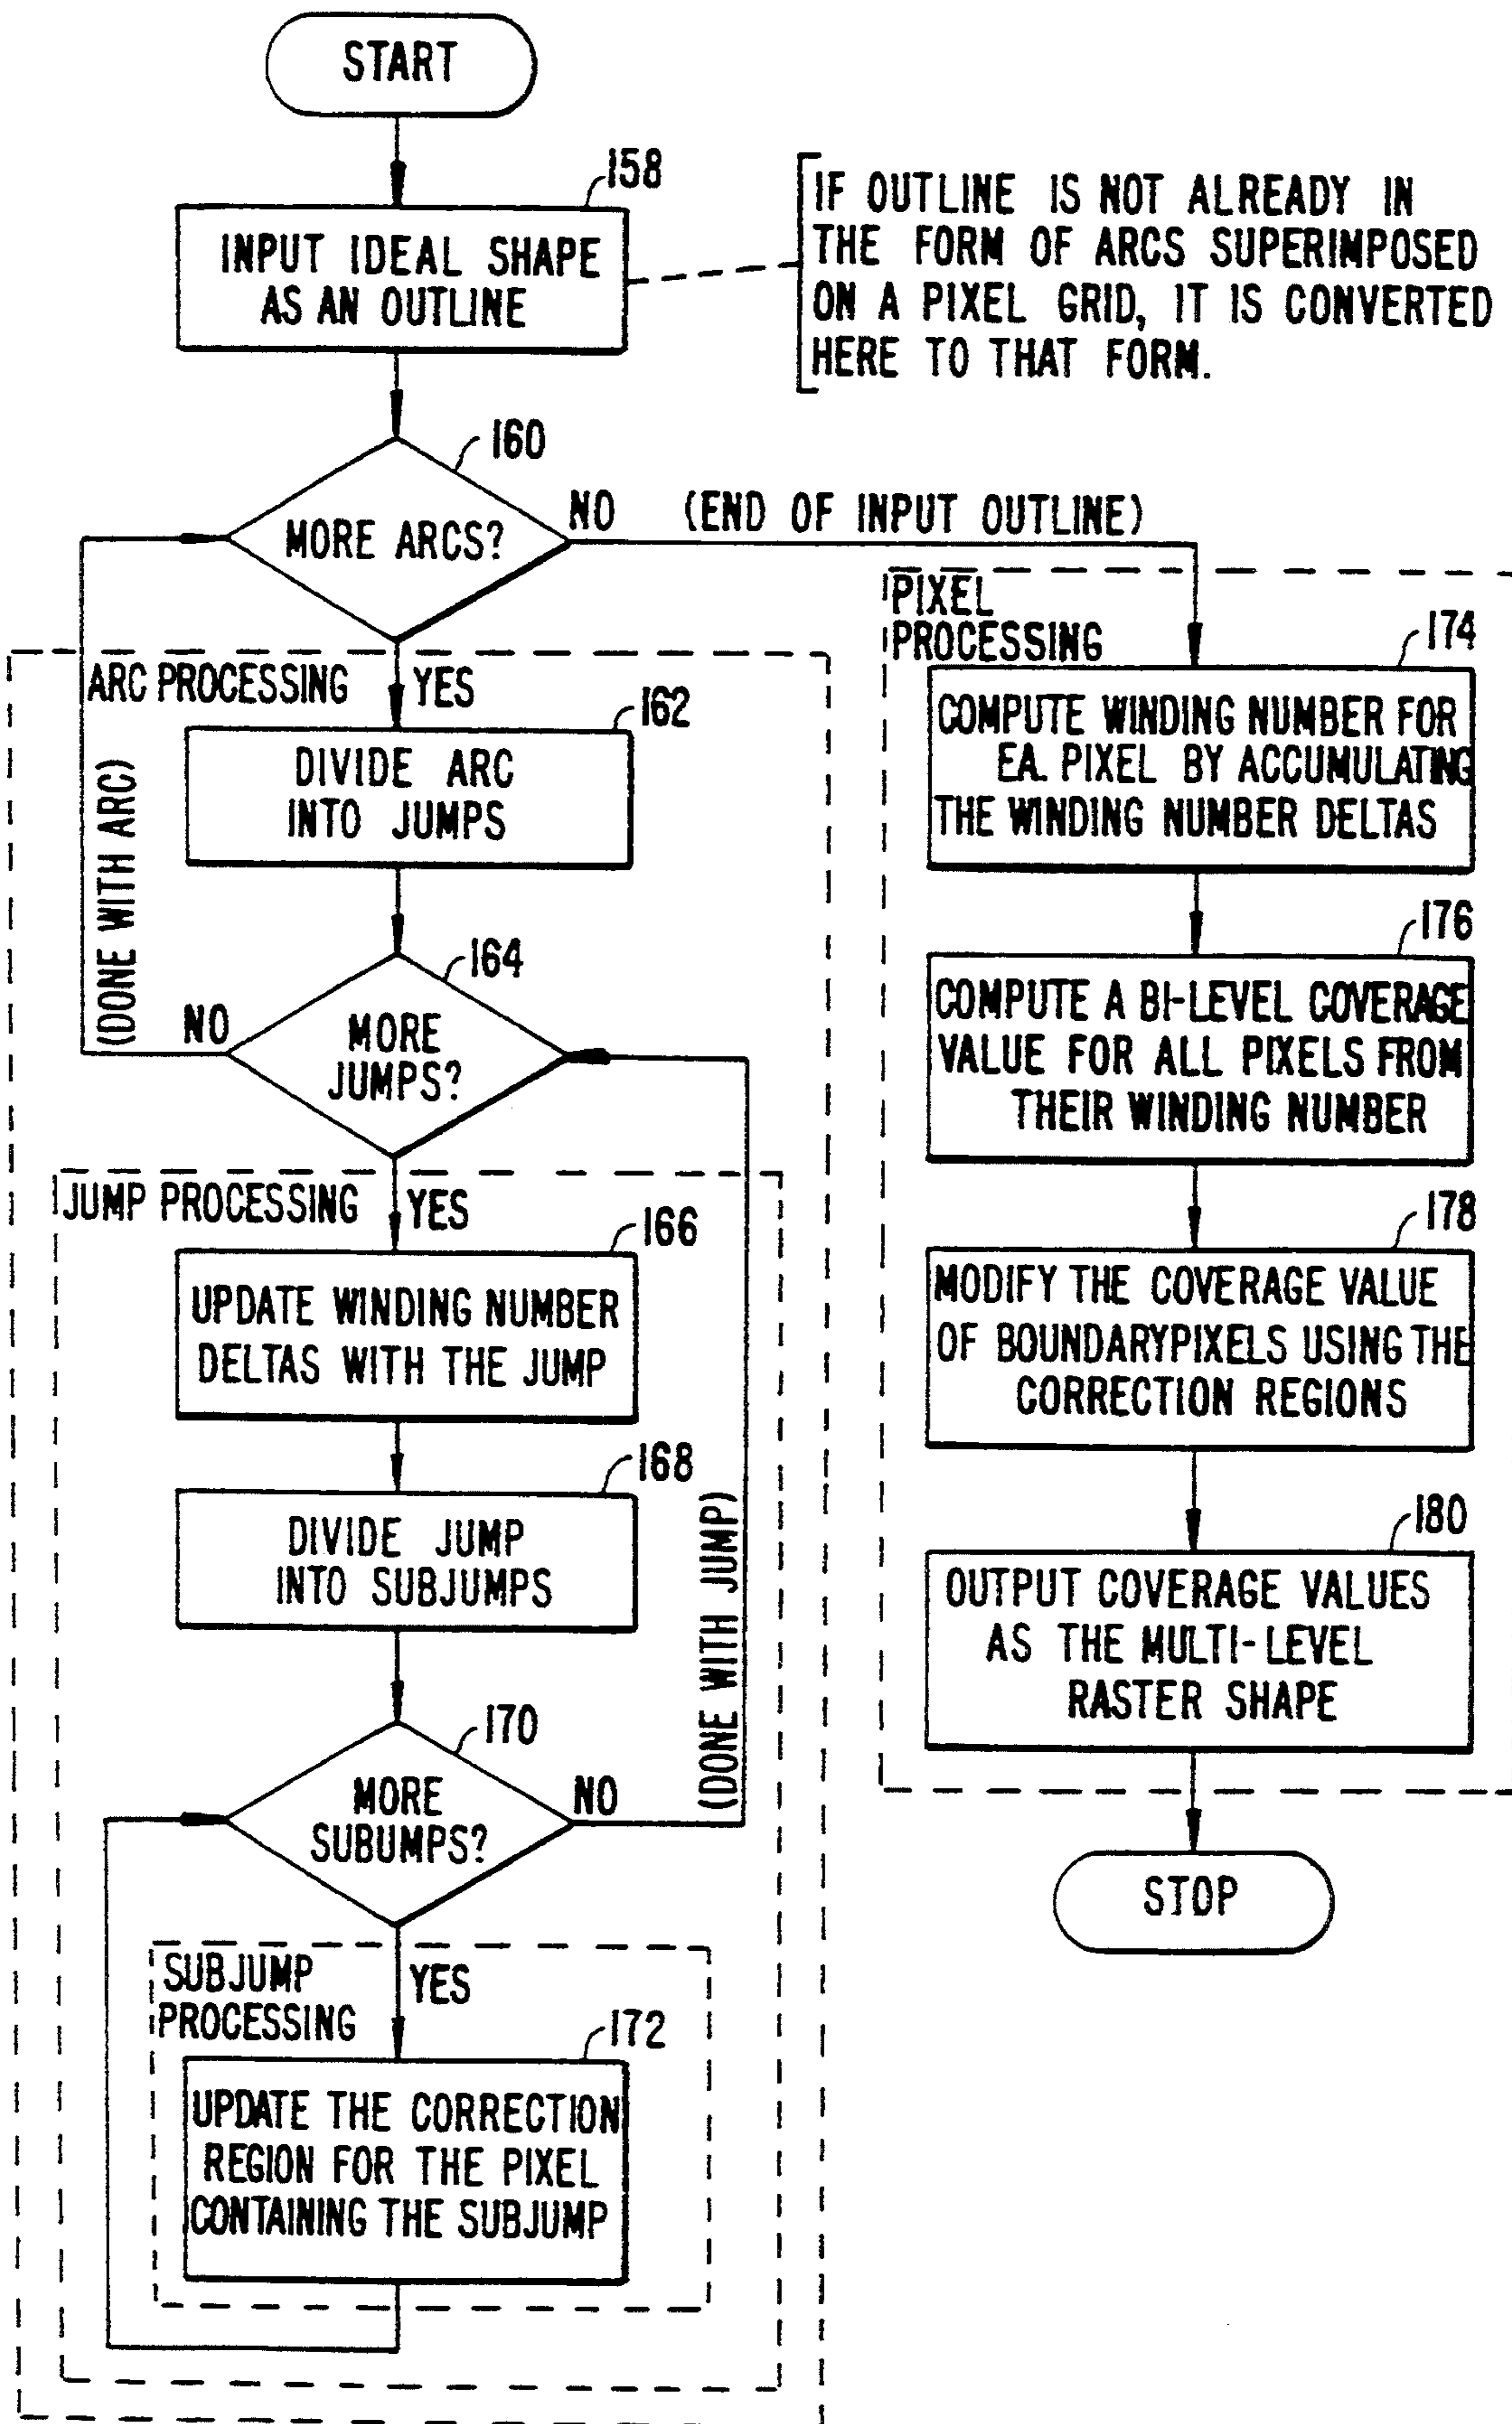 START
158
INPUT IDEAL SHAPE
AS AN OUTLINE
IF OUTLINE IS NOT ALREADY IN
THE FORM OF ARCS SUPERIMPOSED
ON A PIXEL GRID, IT IS CONVERTED
HERE TO THAT FORM.
160
MORE ARCS?
NO (END OF INPUT OUTLINE)
ARC PROCESSING
YES
162
DIVIDE ARC
INTO JUMPS
(DONE WITH ARC)
164
NO
MORE
JUMPS?
JUMP PROCESSING
YES
166
UPDATE WINDING NUMBER
DELTAS WITH THE JUMP
168
DIVIDE JUMP
INTO SUBJUMPS
(DONE WITH JUMP)
170
MORE
SUBUMPS?
NO
SUBJUMP
PROCESSING
YES
172
UPDATE THE CORRECTION
REGION FOR THE PIXEL
CONTAINING THE SUBJUMP
PIXEL
PROCESSING
174
COMPUTE WINDING NUMBER FOR
EA. PIXEL BY ACCUMULATING
THE WINDING NUMBER DELTAS
176
COMPUTE A BI-LEVEL COVERAGE
VALUE FOR ALL PIXELS FROM
THEIR WINDING NUMBER
178
MODIFY THE COVERAGE VALUE
OF BOUNDARYPIXELS USING THE
CORRECTION REGIONS
180
OUTPUT COVERAGE VALUES
AS THE MULTI-LEVEL
RASTER SHAPE
STOP